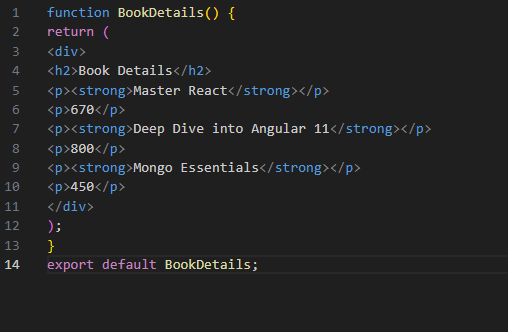 1 function BookDetails() {
2 return (
3 <div>
4 <h2>Book Details</h2>
5 <p><strong>Master React</strong></p>
6 <p>670</p>
7 <p><strong>Deep Dive into Angular 11</strong></p>
8 <p>800</p>
9 <p><strong>Mongo Essentials</strong></p>
10 <p>450</p>
11 </div>
12 );
13 }
14 export default BookDetails;